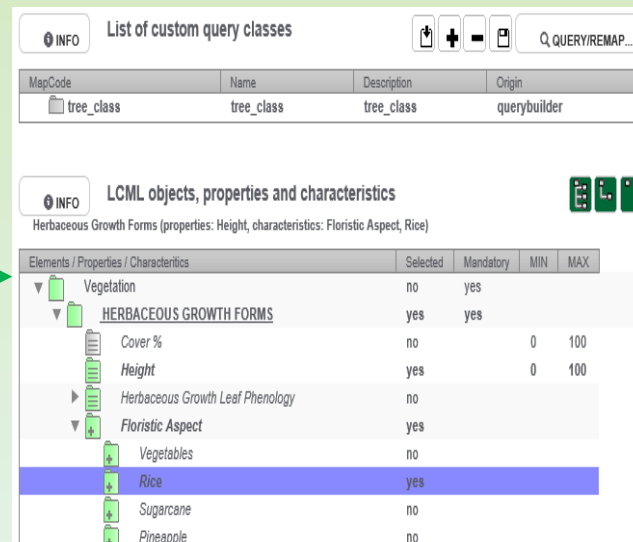 INFO List of custom query classes QUERY/REMAP...
MapCode Name Description Origin
tree_class tree_class tree_class querybuilder
INFO LCML objects, properties and characteristics
Herbaceous Growth Forms (properties: Height, characteristics: Floristic Aspect, Rice)
Elements / Properties / Characteritics Selected Mandatory MIN MAX
Vegetation no yes
HERBACEOUS GROWTH FORMS yes yes
Cover % no 0 100
Height yes 0 100
Herbaceous Growth Leaf Phenology no
Floristic Aspect yes
Vegetables no
Rice yes
Sugarcane no
Pineapple no